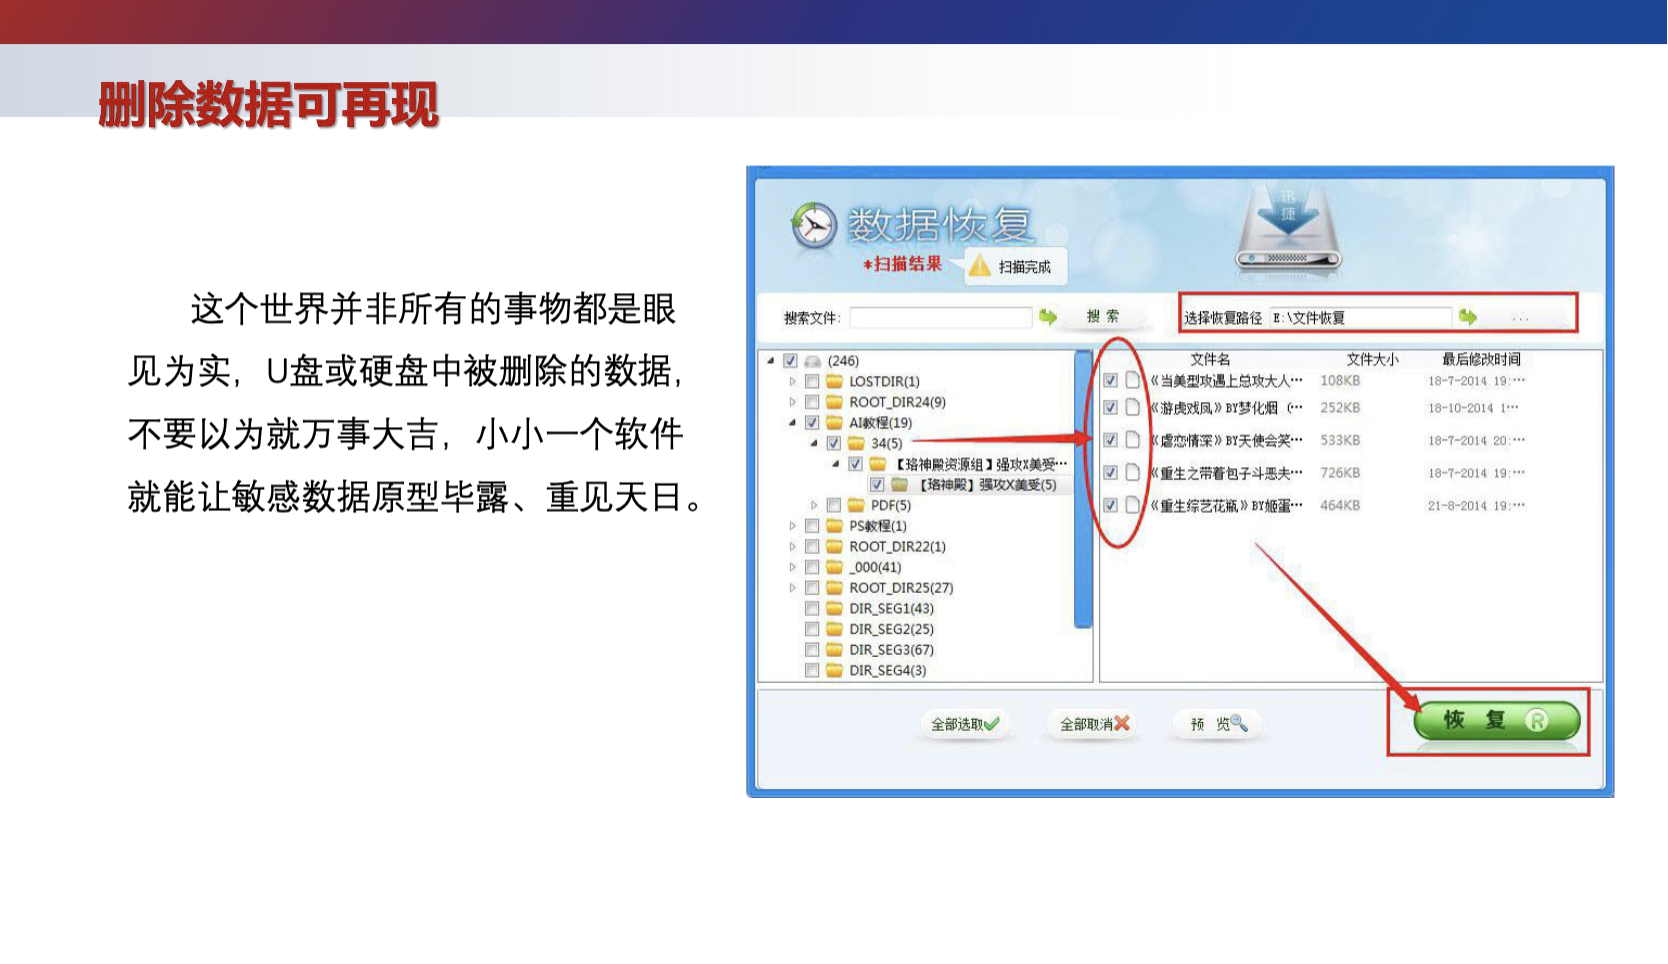 删除数据可再现
这个世界并非所有的事物都是眼
见为实，U盘或硬盘中被删除的数据，
不要以为就万事大吉，小小一个软件
就能让敏感数据原型毕露、重见天日。
数据恢复
迅捷
*扫描结果
扫描完成
搜索文件:
搜 索
选择恢复路径 E:\文件恢复
...
(246)
LOSTDIR(1)
ROOT_DIR24(9)
AI教程(19)
34(5)
【珞神殿资源组】强攻X美受…
【珞神殿】强攻X美受(5)
PDF(5)
PS教程(1)
ROOT_DIR22(1)
_000(41)
ROOT_DIR25(27)
DIR_SEG1(43)
DIR_SEG2(25)
DIR_SEG3(67)
DIR_SEG4(3)
文件名 文件大小 最后修改时间
《当美型攻遇上总攻大人… 108KB 18-7-2014 19:…
《游虎戏凤》BY梦化烟（… 252KB 18-10-2014 1…
《虐恋情深》BY天使会笑… 533KB 18-7-2014 20:…
《重生之带着包子斗恶夫… 726KB 18-7-2014 19:…
《重生综艺花瓶》BY姬蛋… 464KB 21-8-2014 19:…
全部选取
全部取消
预 览
恢 复 R